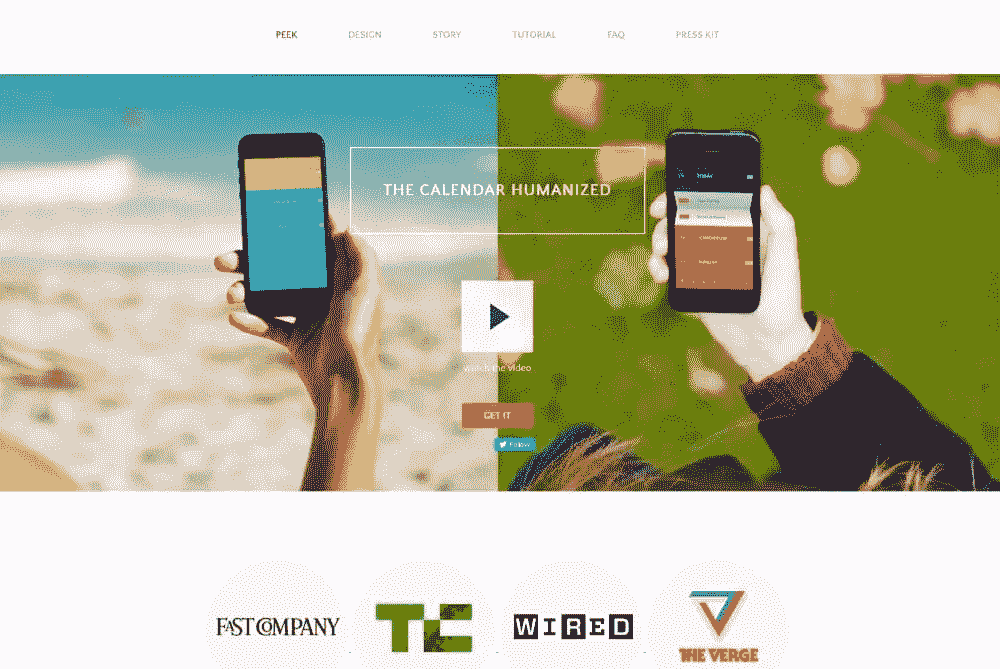 PEEK DESIGN STORY TUTORIAL FAQ PRESS KIT
THE CALENDAR HUMANIZED
TODAY
watch the video
GET IT
Follow
FAST COMPANY
TC
WIRED
THE VERGE